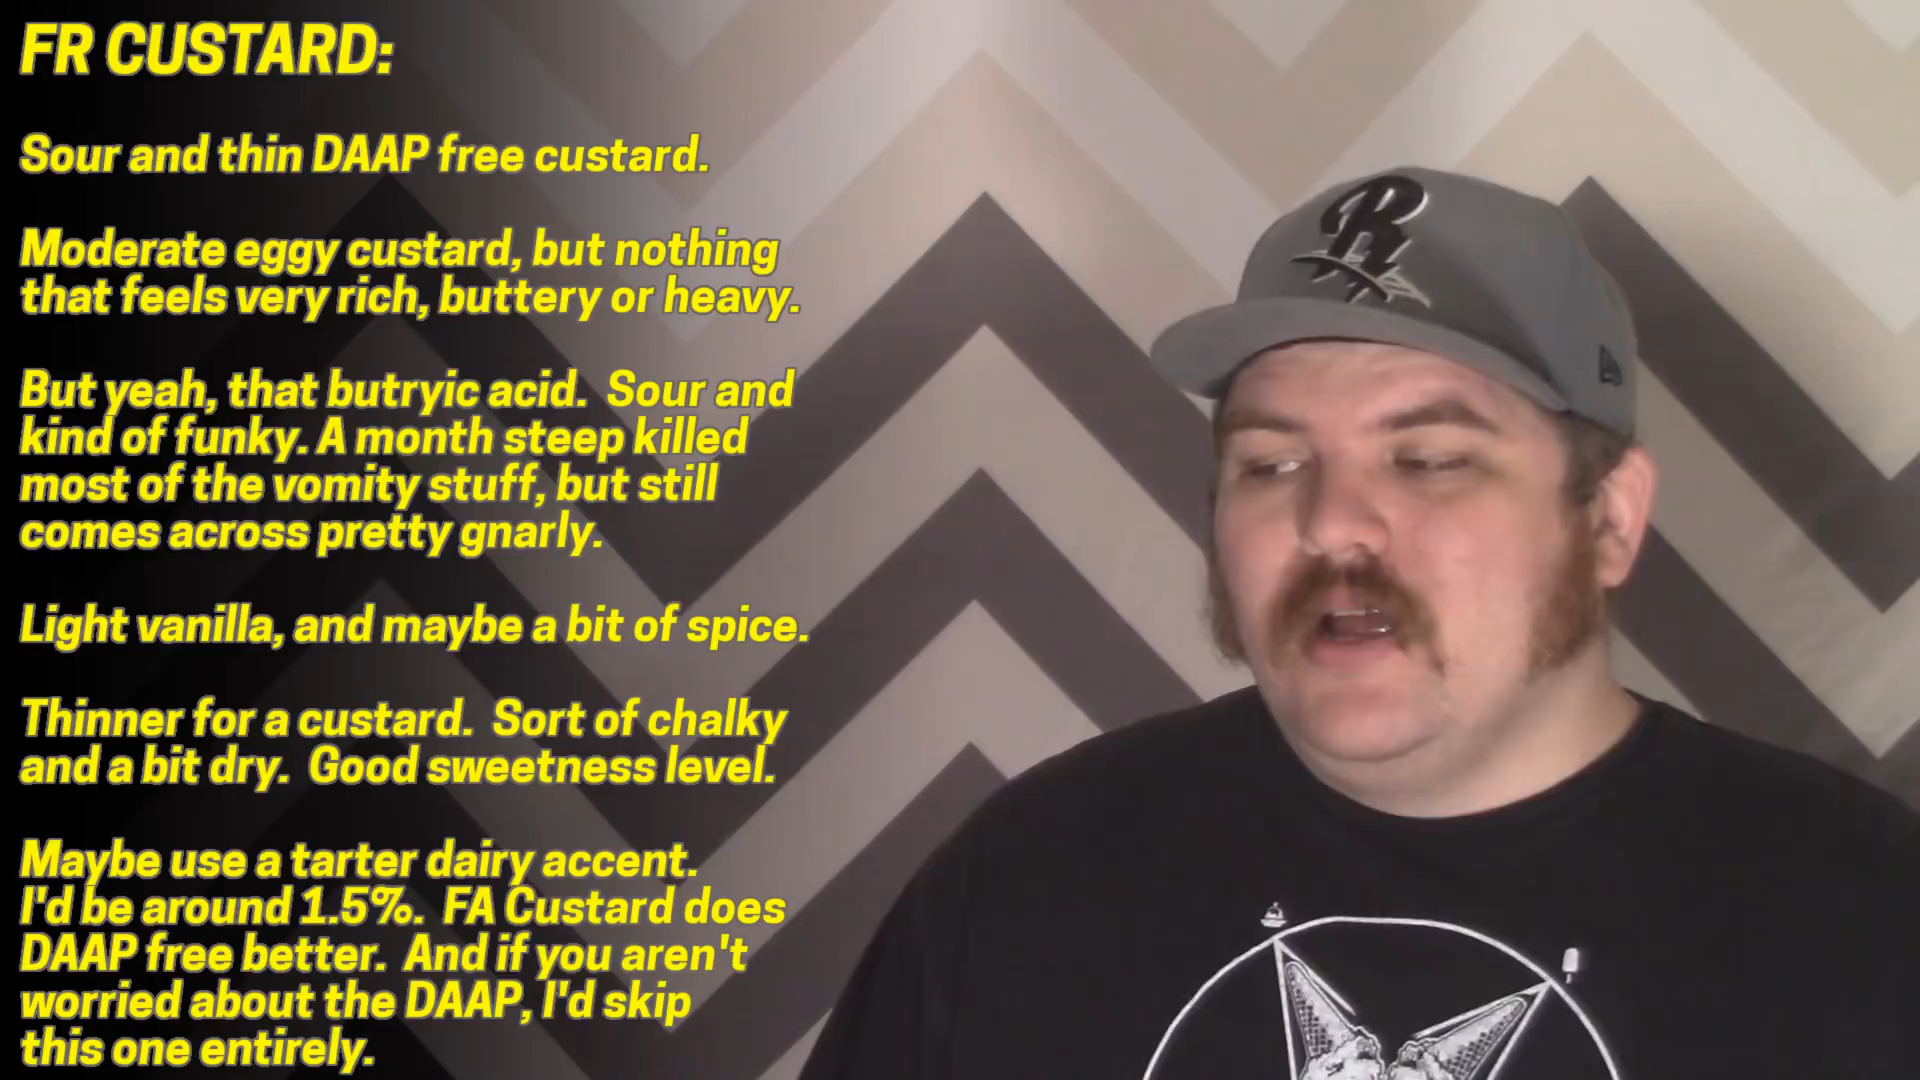 FR CUSTARD:
Sour and thin DAAP free custard.
Moderate eggy custard, but nothing
that feels very rich, buttery or heavy.
But yeah, that butryic acid.  Sour and
kind of funky. A month steep killed
most of the vomity stuff, but still
comes across pretty gnarly.
Light vanilla, and maybe a bit of spice.
Thinner for a custard.  Sort of chalky
and a bit dry.  Good sweetness level.
Maybe use a tarter dairy accent.
I'd be around 1.5%.  FA Custard does
DAAP free better.  And if you aren't
worried about the DAAP, I'd skip
this one entirely.
R